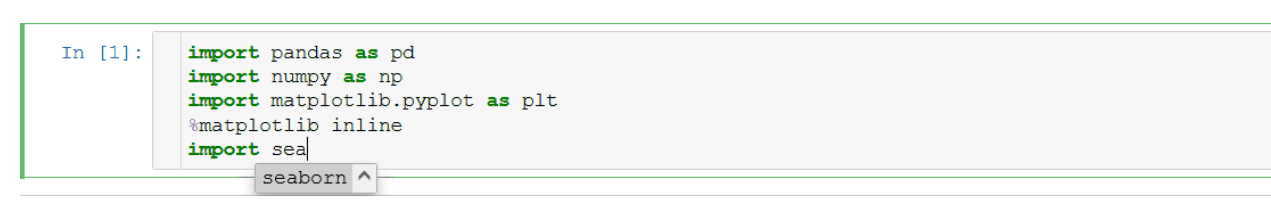 In [1]: import pandas as pd
import numpy as np
import matplotlib.pyplot as plt
%matplotlib inline
import sea
seaborn